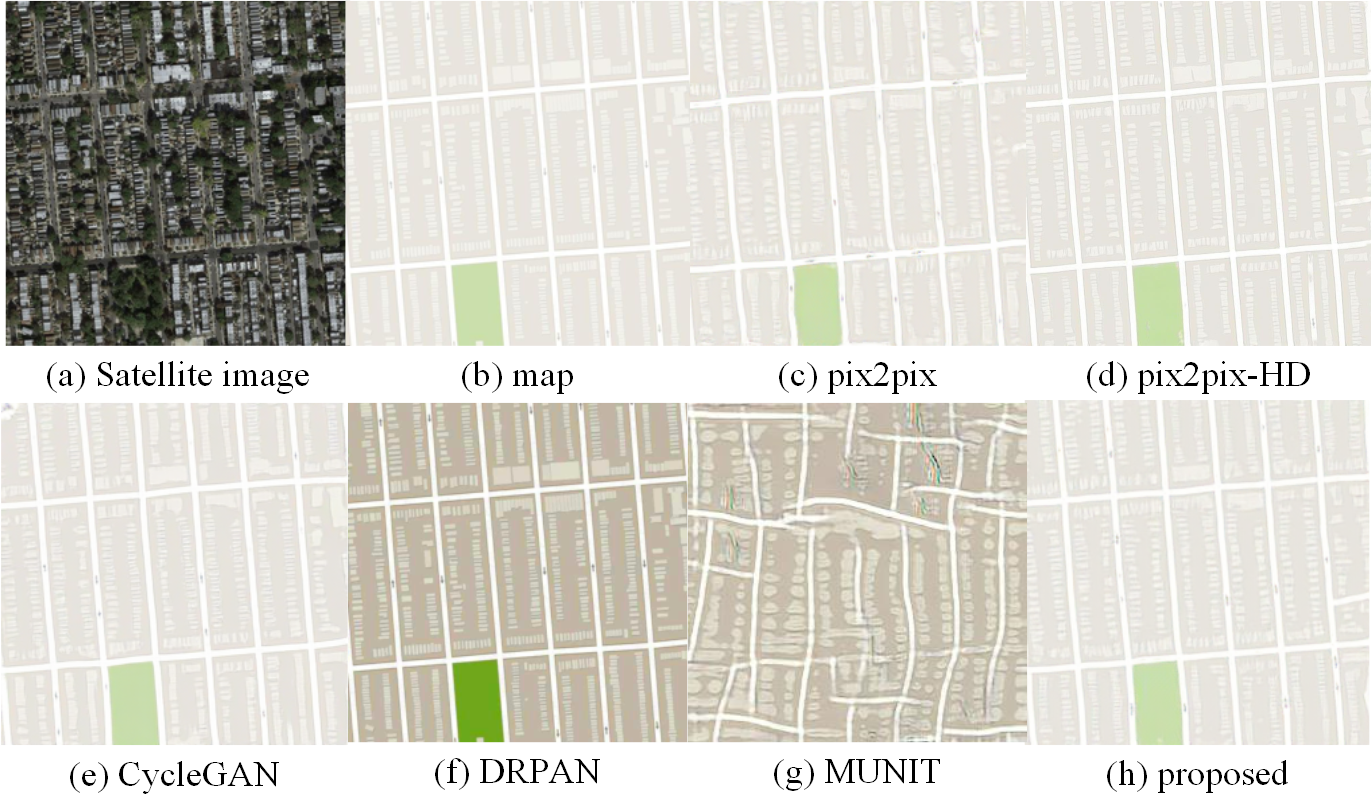 (a) Satellite image
(b) map
(c) pix2pix
(d) pix2pix-HD
(e) CycleGAN
(f) DRPAN
(g) MUNIT
(h) proposed